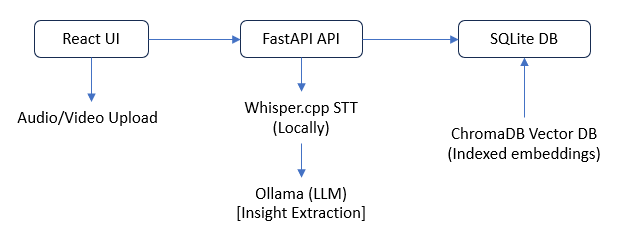 React UI
FastAPI API
SQLite DB
Audio/Video Upload
Whisper.cpp STT
(Locally)
ChromaDB Vector DB
(Indexed embeddings)
Ollama (LLM)
[Insight Extraction]